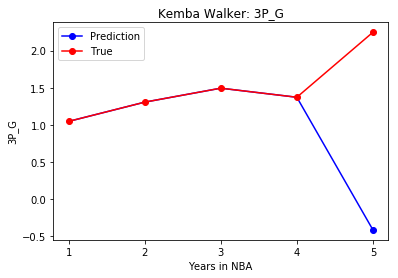 Kemba Walker: 3P_G
Prediction
True
3P_G
2.0
1.5
1.0
0.5
0.0
−0.5
1 2 3 4 5
Years in NBA